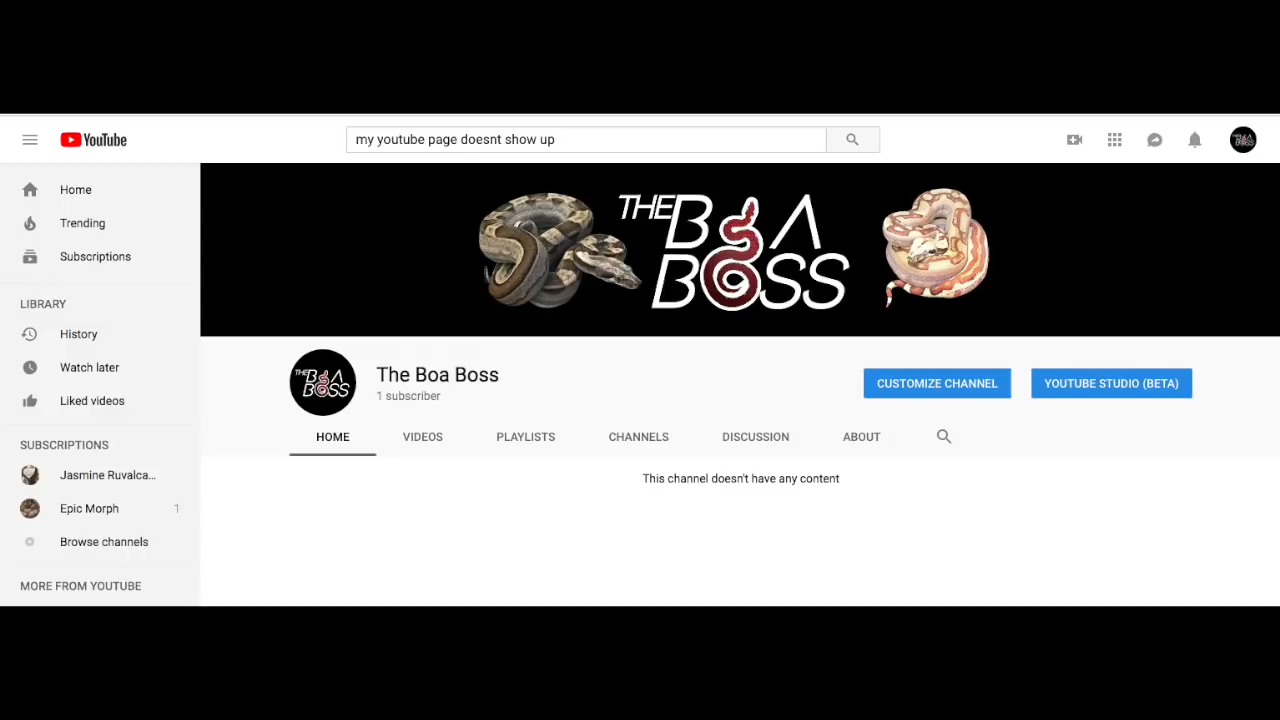 YouTube
my youtube page doesnt show up
Home
Trending
Subscriptions
LIBRARY
History
Watch later
Liked videos
SUBSCRIPTIONS
Jasmine Ruvalca...
Epic Morph 1
Browse channels
MORE FROM YOUTUBE
THE BOA
BOSS
THE BOA
BOSS
The Boa Boss
1 subscriber
CUSTOMIZE CHANNEL
YOUTUBE STUDIO (BETA)
HOME VIDEOS PLAYLISTS CHANNELS DISCUSSION ABOUT
This channel doesn't have any content